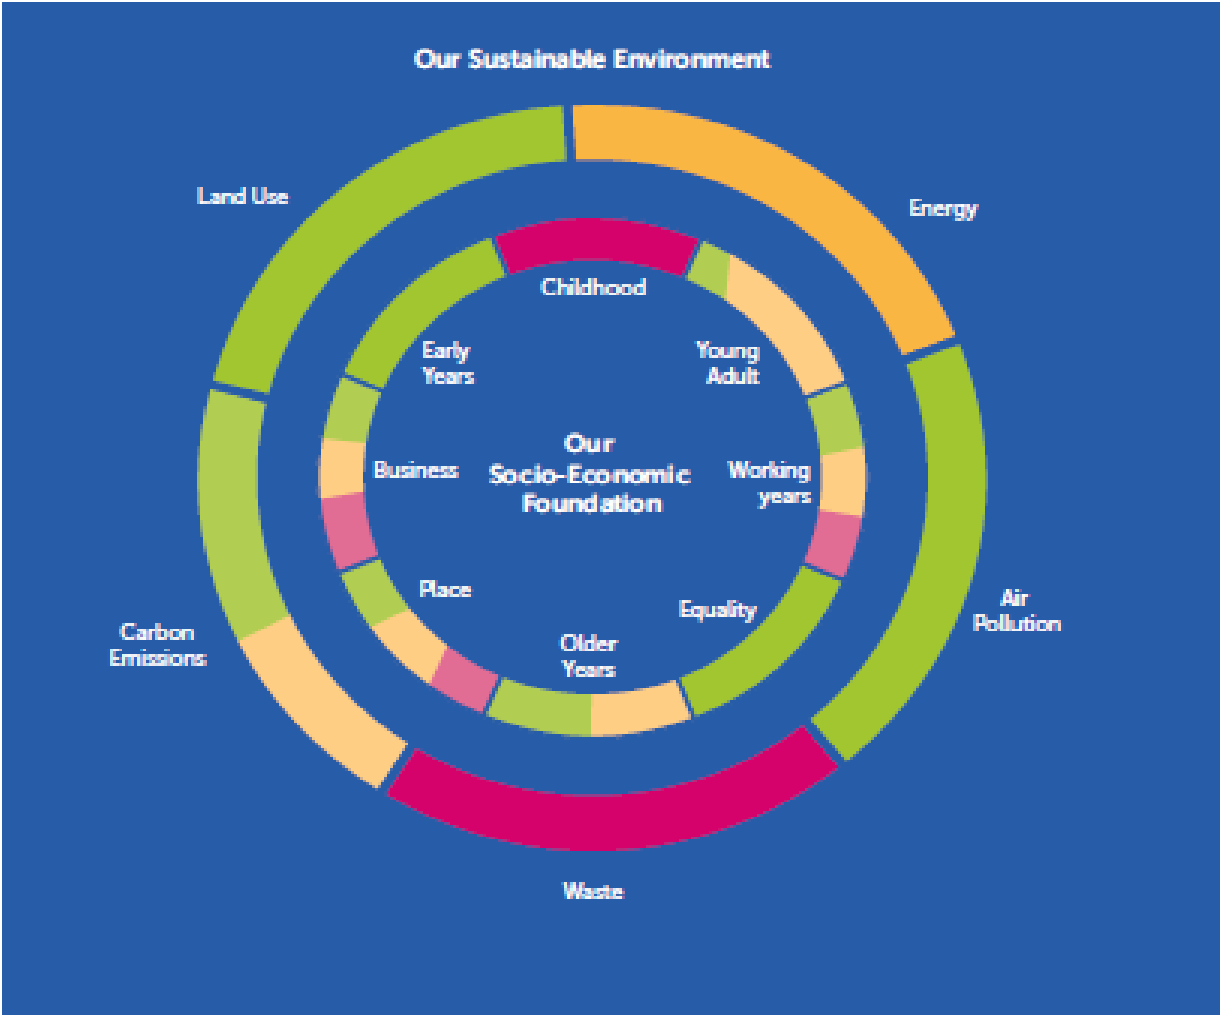 Our Sustainable Environment
Land Use
Energy
Childhood
Early
Years
Young
Adult
Our
Socio-Economic
Foundation
Business
Working
years
Place
Equality
Older
Years
Air
Pollution
Carbon
Emissions
Waste